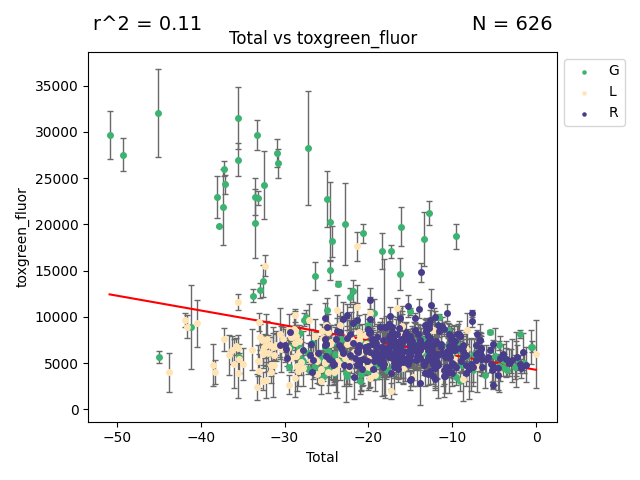 r^2 = 0.11 N = 626
Total vs toxgreen_fluor
35000
30000
25000
20000
15000
10000
5000
0
toxgreen_fluor
−50 −40 −30 −20 −10 0
Total
G
L
R